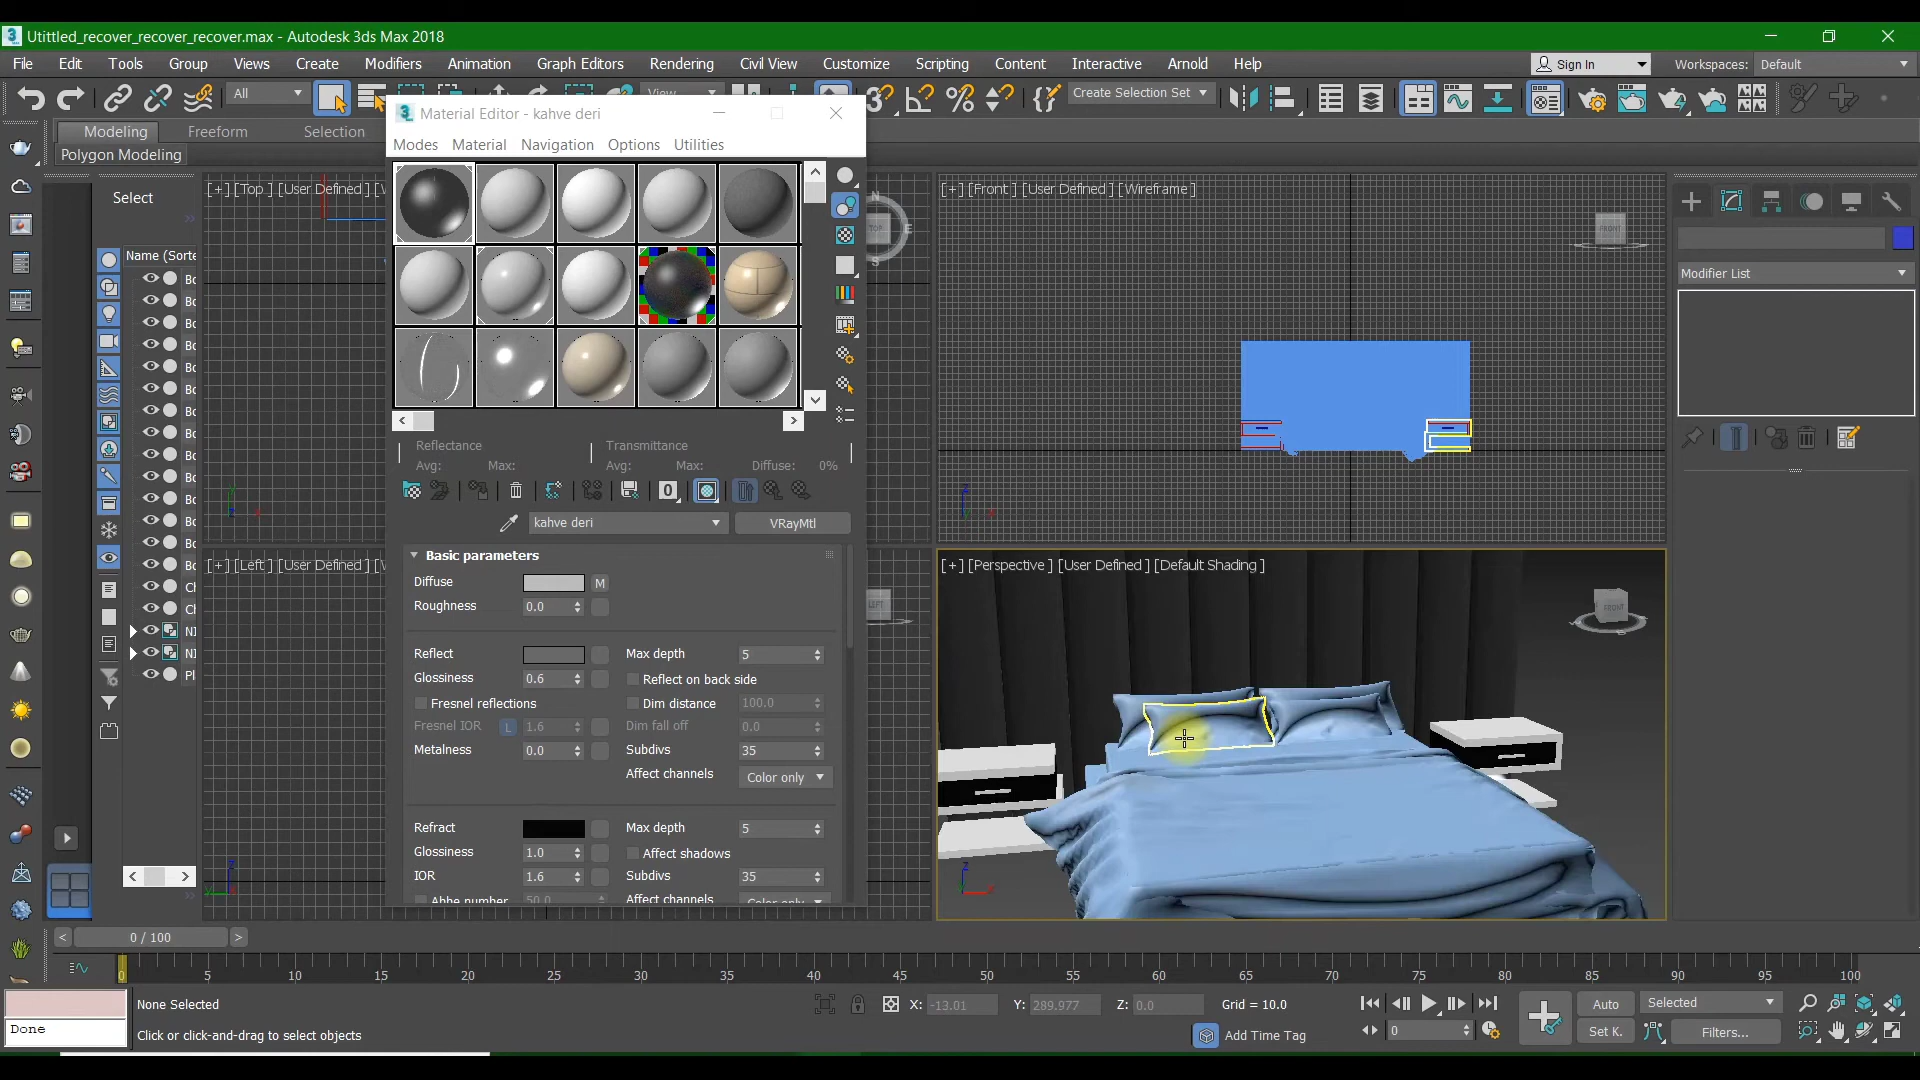 Utittled_recover_recover_recover.max - Autodesk 3ds Max 2018
File Edit Tools Group Views Create Modifiers Animation Graph Editors Rendering Civil View Customize Scripting Content Interactive Arnold Help
Sign In
Workspaces: Default
All
View
Create Selection Set
Modeling Freeform Selection
Polygon Modeling
Material Editor - kahve deri
Modes Material Navigation Options Utilities
Select
Name (Sorte
[+] [Top ] [User Defined ] [W
[+] [Front ] [User Defined ] [Wireframe ]
TOP
FRONT
Modifier List
Reflectance Transmittance
Avg: Max: Avg: Max: Diffuse: 0%
kahve deri VRayMtl
Basic parameters
Diffuse M
Roughness 0.0
Reflect Max depth 5
Glossiness 0.6 Reflect on back side
Fresnel reflections Dim distance 100.0
Fresnel IOR L 1.6 Dim fall off 0.0
Metalness 0.0 Subdivs 35
Affect channels Color only
Refract Max depth 5
Glossiness 1.0 Affect shadows
IOR 1.6 Subdivs 35
Abbe number 50.0 Affect channels Color only
[+] [Left ] [User Defined ] [W
LEFT
[+] [Perspective ] [User Defined ] [Default Shading ]
FRONT
0 / 100
0 5 10 15 20 25 30 35 40 45 50 55 60 65 70 75 80 85 90 95 100
None Selected
X: -13.01 Y: 289.977 Z: 0.0 Grid = 10.0
Auto Selected
Done
Click or click-and-drag to select objects
Add Time Tag
0
Set K. Filters...